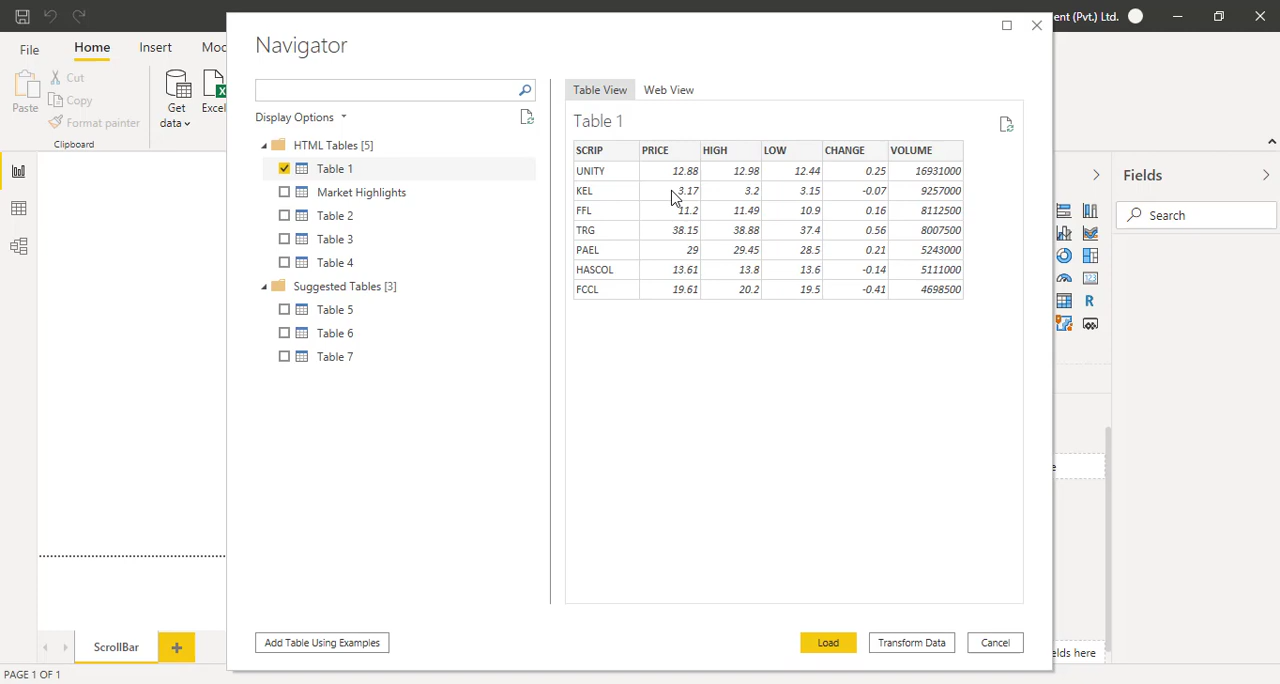 ent (Pvt.) Ltd.
File
Home
Insert
Mod
Paste
Cut
Copy
Format painter
Clipboard
Get data
Excel
Navigator
Display Options
HTML Tables [5]
Table 1
Market Highlights
Table 2
Table 3
Table 4
Suggested Tables [3]
Table 5
Table 6
Table 7
Table View
Web View
Table 1
SCRIP PRICE HIGH LOW CHANGE VOLUME
UNITY 12.88 12.98 12.44 0.25 16931000
KEL 3.17 3.2 3.15 -0.07 9257000
FFL 11.2 11.49 10.9 0.16 8112500
TRG 38.15 38.88 37.4 0.56 8007500
PAEL 29 29.45 28.5 0.21 5243000
HASCOL 13.61 13.8 13.6 -0.14 5111000
FCCL 19.61 20.2 19.5 -0.41 4698500
Add Table Using Examples
Load
Transform Data
Cancel
Fields
Search
123
R
e
elds here
ScrollBar
PAGE 1 OF 1